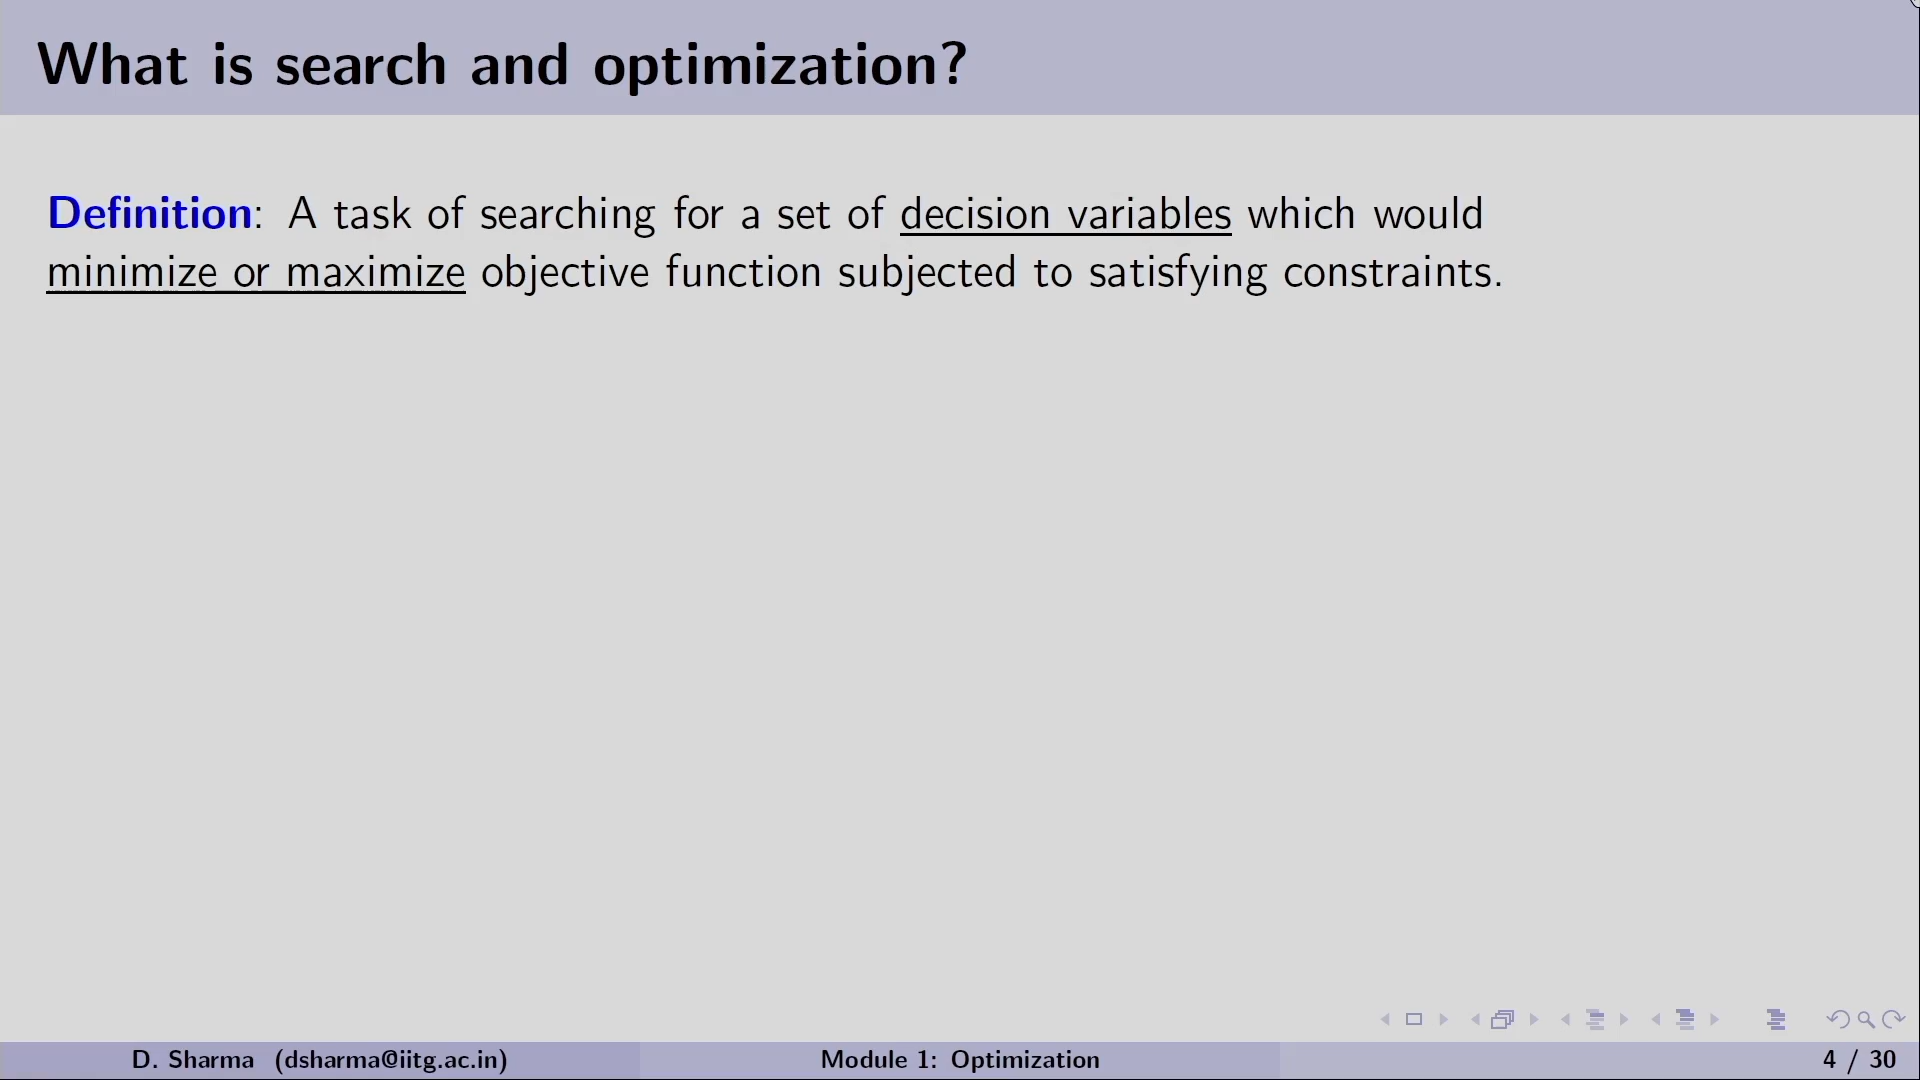 What is search and optimization?
Definition: A task of searching for a set of decision variables which would
minimize or maximize objective function subjected to satisfying constraints.
D. Sharma (dsharma@iitg.ac.in)
Module 1: Optimization
4 / 30